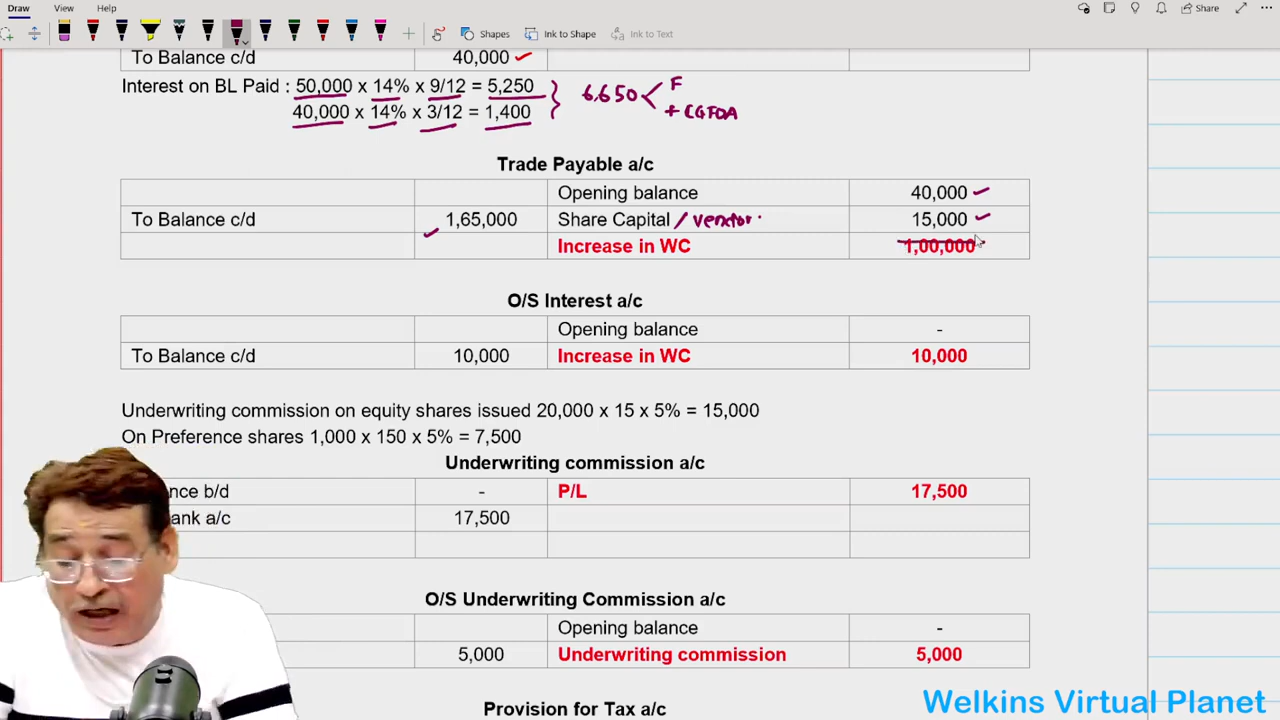 Draw View Help
Share
Shapes Ink to Shape Ink to Text
To Balance c/d 40,000
Interest on BL Paid : 50,000 x 14% x 9/12 = 5,250
40,000 x 14% x 3/12 = 1,400
6,650 F
+ CGFOA
Trade Payable a/c
Opening balance 40,000
To Balance c/d 1,65,000 Share Capital / vendor 15,000
Increase in WC 1,00,000
O/S Interest a/c
Opening balance -
To Balance c/d 10,000 Increase in WC 10,000
Underwriting commission on equity shares issued 20,000 x 15 x 5% = 15,000
On Preference shares 1,000 x 150 x 5% = 7,500
Underwriting commission a/c
nce b/d - P/L 17,500
ank a/c 17,500
O/S Underwriting Commission a/c
Opening balance -
5,000 Underwriting commission 5,000
Provision for Tax a/c
Welkins Virtual Planet